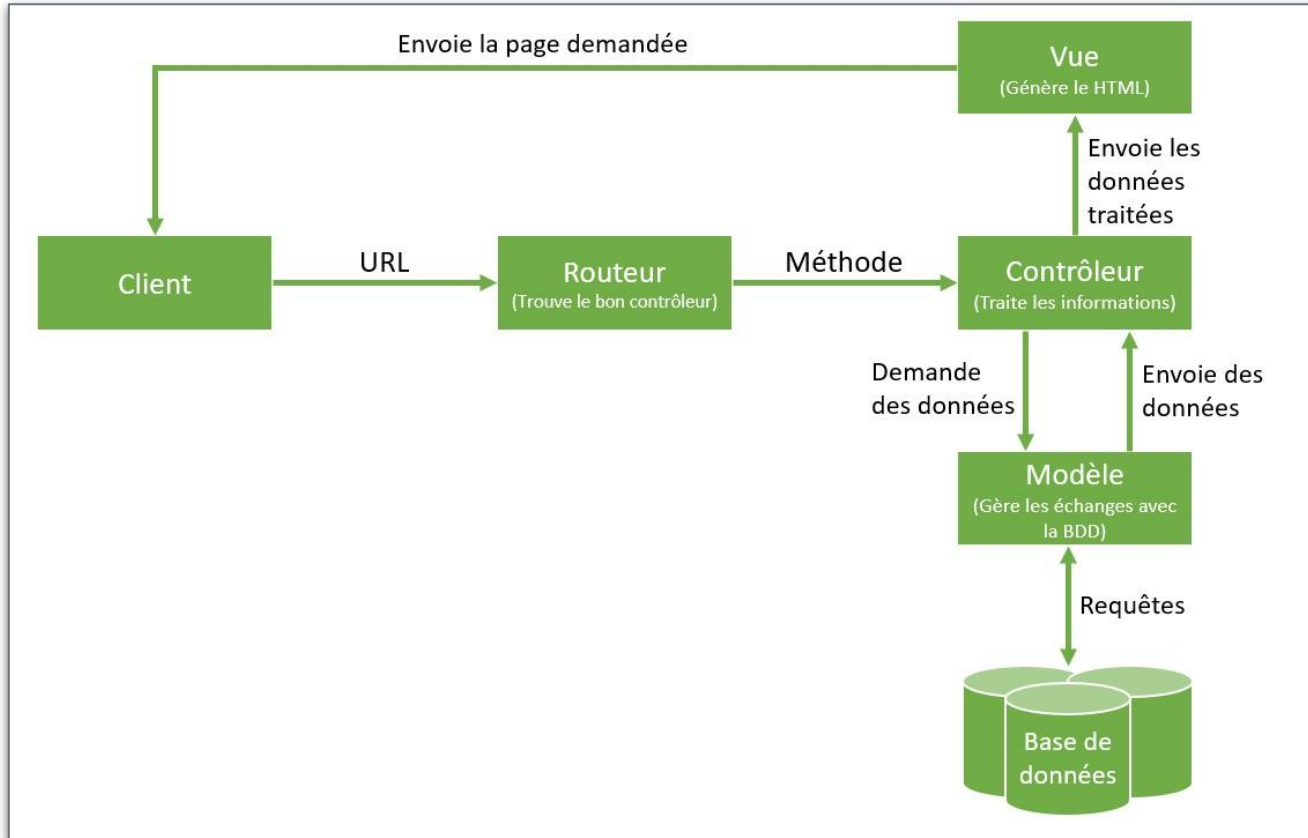 Envoie la page demandée
Vue
(Génère le HTML)
Envoie les
données
traitées
Client
URL
Routeur
(Trouve le bon contrôleur)
Méthode
Contrôleur
(Traite les informations)
Demande
des données
Envoie des
données
Modèle
(Gère les échanges avec
la BDD)
Requêtes
Base de
données